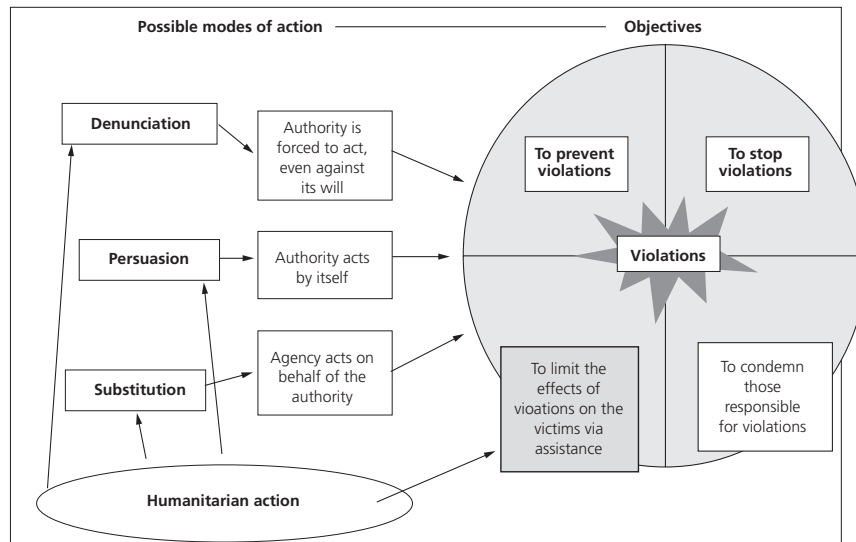 Possible modes of action
Objectives
Denunciation
Authority is
forced to act,
even against
its will
To prevent
violations
To stop
violations
Persuasion
Authority acts
by itself
Violations
Substitution
Agency acts on
behalf of the
authority
To limit the
effects of
vioations on the
victims via
assistance
To condemn
those
responsible
for violations
Humanitarian action